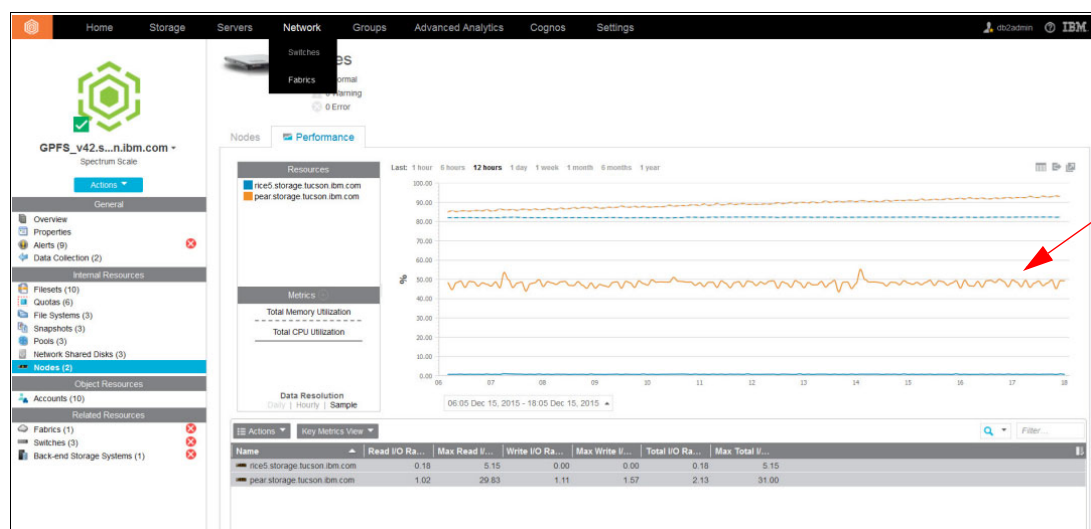 Home Storage Servers Network Groups Advanced Analytics Cognos Settings db2admin IBM
Switches
Fabrics
es
ormal
Warning
0 Error
GPFS_v42.s...n.ibm.com
Spectrum Scale
Actions
General
Overview
Properties
Alerts (9)
Data Collection (2)
Internal Resources
Filesets (10)
Quotas (6)
File Systems (3)
Snapshots (3)
Pools (3)
Network Shared Disks (3)
Nodes (2)
Object Resources
Accounts (10)
Related Resources
Fabrics (1)
Switches (3)
Back-end Storage Systems (1)
Nodes Performance
Resources
rice5.storage.tucson.ibm.com
pear.storage.tucson.ibm.com
Metrics
Total Memory Utilization
Total CPU Utilization
Data Resolution
Daily | Hourly | Sample
Last: 1 hour 6 hours 12 hours 1 day 1 week 1 month 6 months 1 year
100.00
90.00
80.00
70.00
60.00
50.00
40.00
30.00
20.00
10.00
0.00
%
06 07 08 09 10 11 12 13 14 15 16 17 18
06:05 Dec 15, 2015 - 18:05 Dec 15, 2015
Actions Key Metrics View Filter...
Name Read I/O Ra... Max Read I/... Write I/O Ra... Max Write I/... Total I/O Ra... Max Total I/...
rice5.storage.tucson.ibm.com 0.18 5.15 0.00 0.00 0.18 5.15
pear.storage.tucson.ibm.com 1.02 29.83 1.11 1.57 2.13 31.00